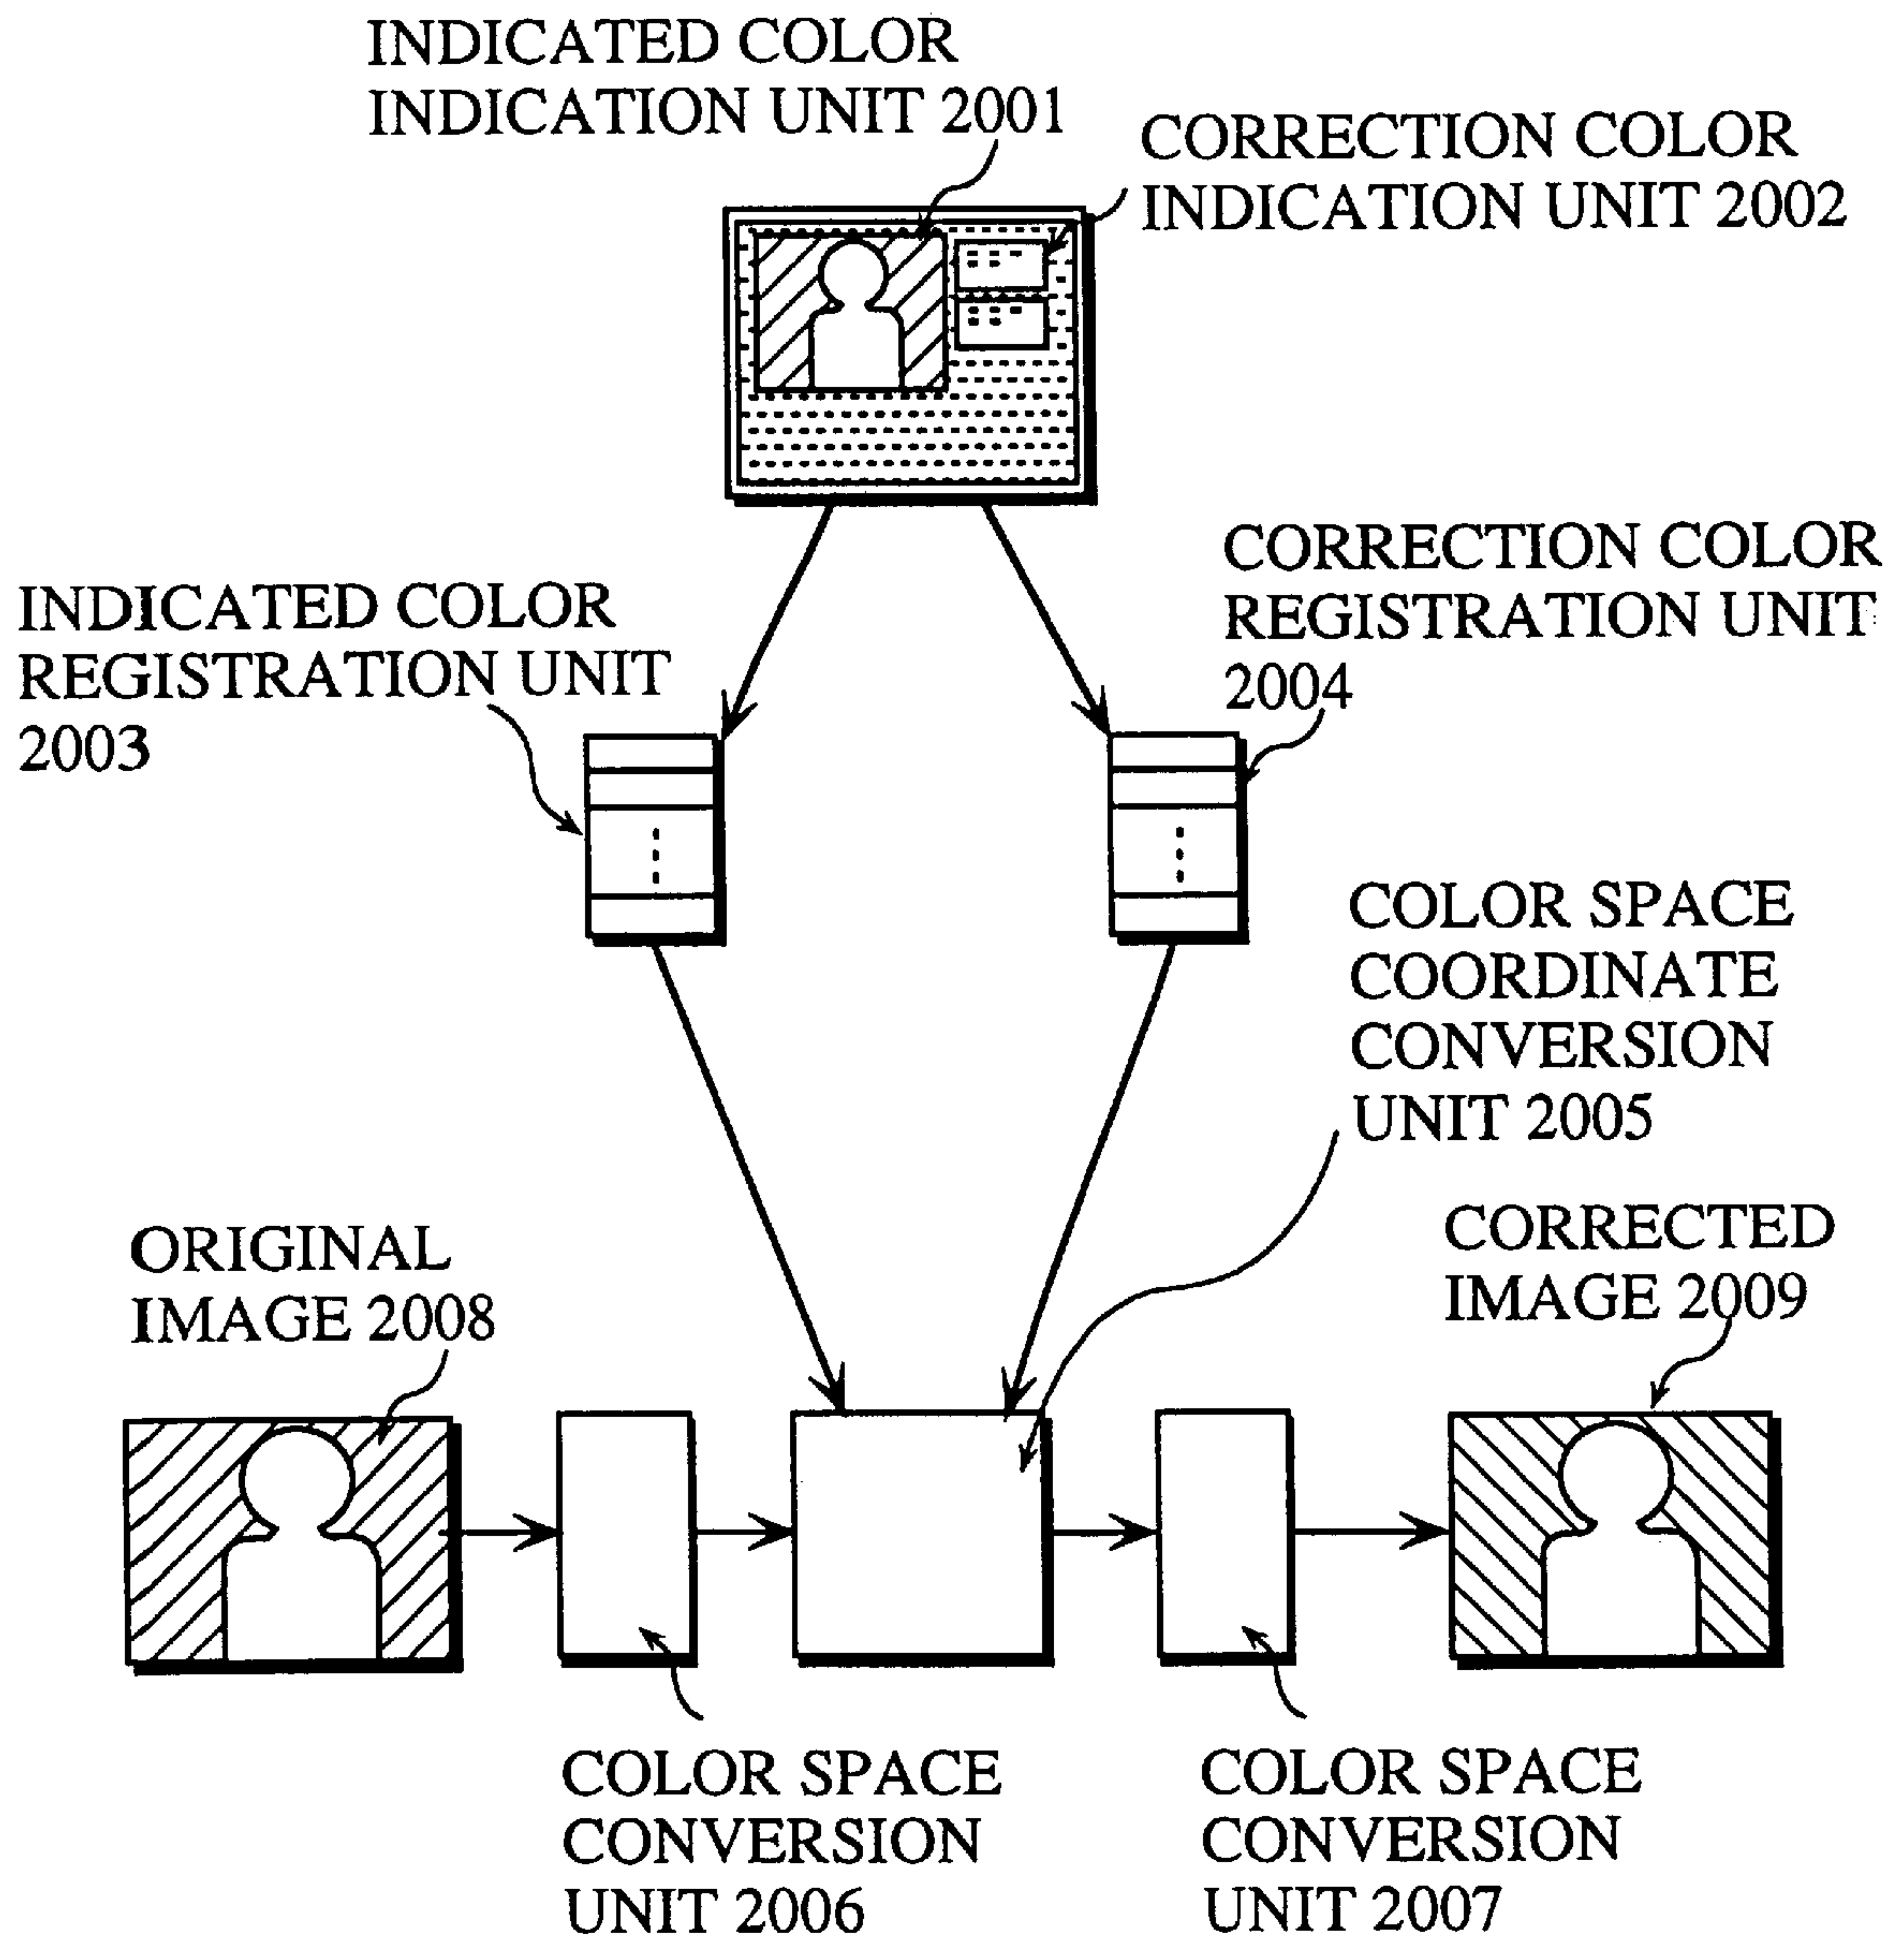 INDICATED COLOR
INDICATION UNIT 2001
CORRECTION COLOR
INDICATION UNIT 2002
INDICATED COLOR
REGISTRATION UNIT
2003
CORRECTION COLOR
REGISTRATION UNIT
2004
COLOR SPACE
COORDINATE
CONVERSION
UNIT 2005
ORIGINAL
IMAGE 2008
CORRECTED
IMAGE 2009
COLOR SPACE
CONVERSION
UNIT 2006
COLOR SPACE
CONVERSION
UNIT 2007